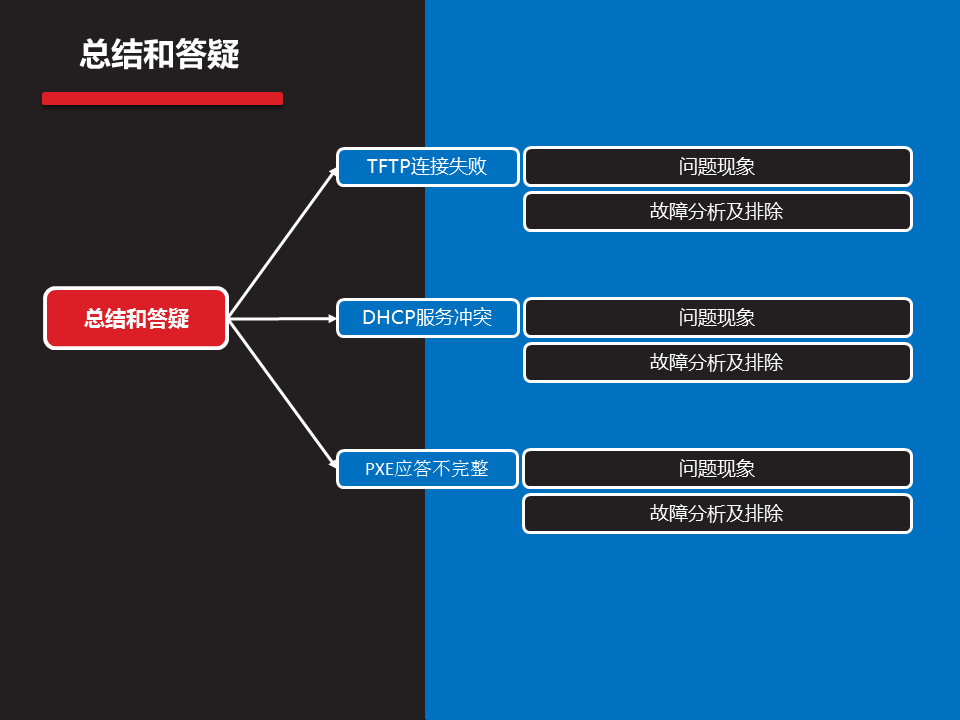 总结和答疑
TFTP连接失败
问题现象
故障分析及排除
总结和答疑
DHCP服务冲突
问题现象
故障分析及排除
PXE应答不完整
问题现象
故障分析及排除